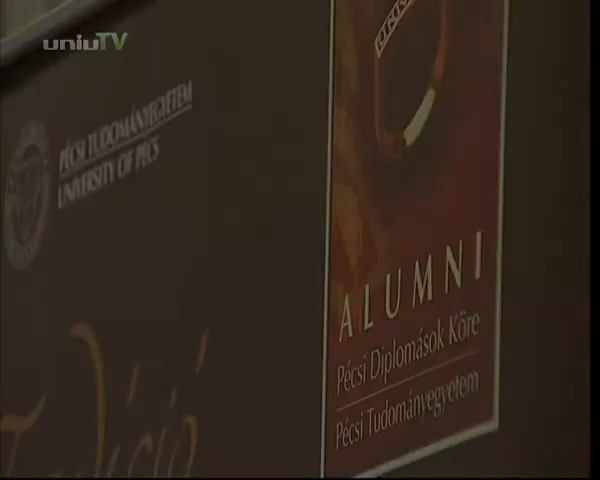 uniuTV
PÉCSI TUDOMÁNYEGYETEM
UNIVERSITY OF PÉCS
ALUMNI
Pécsi Diplomások Köre
Pécsi Tudományegyetem